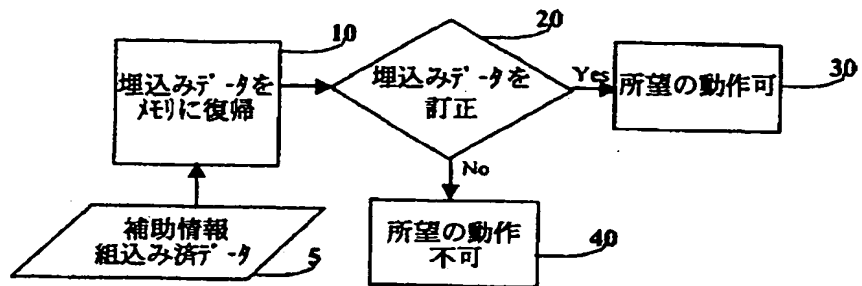 10
埋込みデータを
メモリに復帰
20
埋込みデータを
訂正
Yes
所望の動作可
30
No
補助情報
組込み済データ
5
所望の動作
不可
40